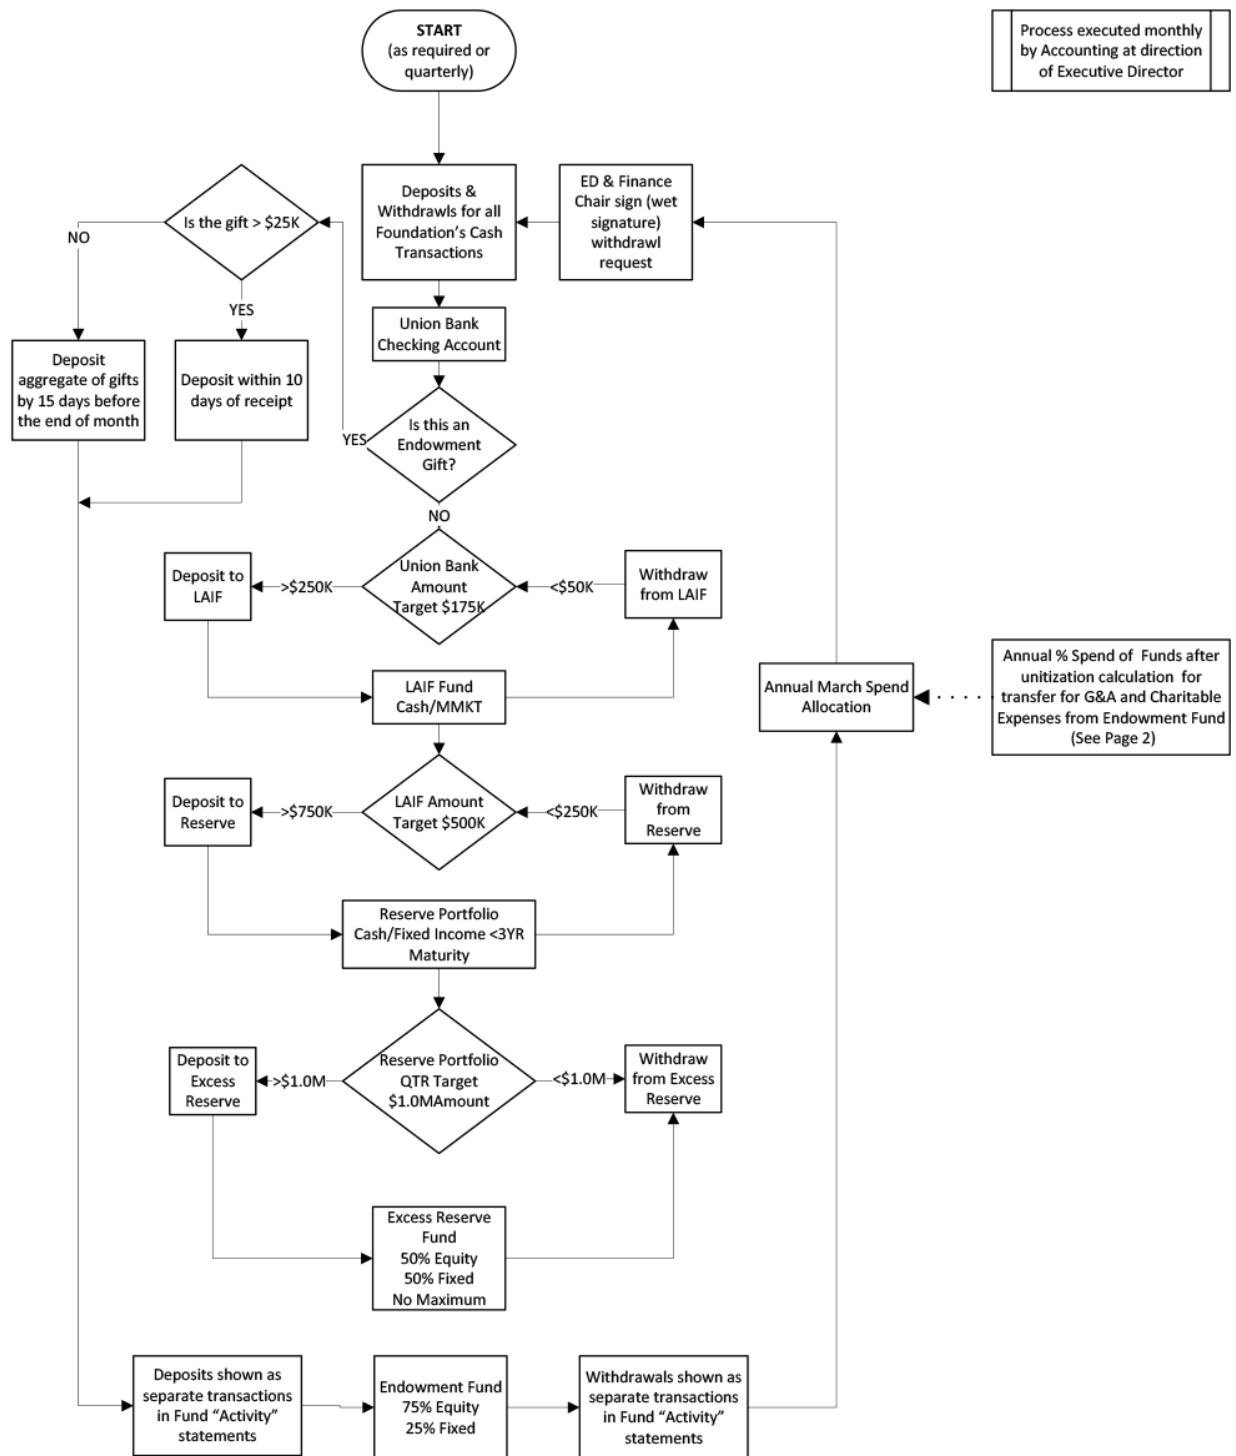 START
(as required or
quarterly)
Process executed monthly
by Accounting at direction
of Executive Director
Is the gift > $25K
Deposits &
Withdrawls for all
Foundation’s Cash
Transactions
ED & Finance
Chair sign (wet
signature)
withdrawl
request
NO
YES
Union Bank
Checking Account
Deposit
aggregate of gifts
by 15 days before
the end of month
Deposit within 10
days of receipt
YES
Is this an
Endowment
Gift?
NO
Deposit to
LAIF
>$250K
Union Bank
Amount
Target $175K
<$50K
Withdraw
from LAIF
LAIF Fund
Cash/MMKT
Annual March Spend
Allocation
Annual % Spend of Funds after
unitization calculation for
transfer for G&A and Charitable
Expenses from Endowment Fund
(See Page 2)
Deposit to
Reserve
>$750K
LAIF Amount
Target $500K
<$250K
Withdraw
from
Reserve
Reserve Portfolio
Cash/Fixed Income <3YR
Maturity
Deposit to
Excess
Reserve
>$1.0M
Reserve Portfolio
QTR Target
$1.0MAmount
<$1.0M
Withdraw
from Excess
Reserve
Excess Reserve
Fund
50% Equity
50% Fixed
No Maximum
Deposits shown as
separate transactions
in Fund “Activity”
statements
Endowment Fund
75% Equity
25% Fixed
Withdrawals shown as
separate transactions
in Fund “Activity”
statements